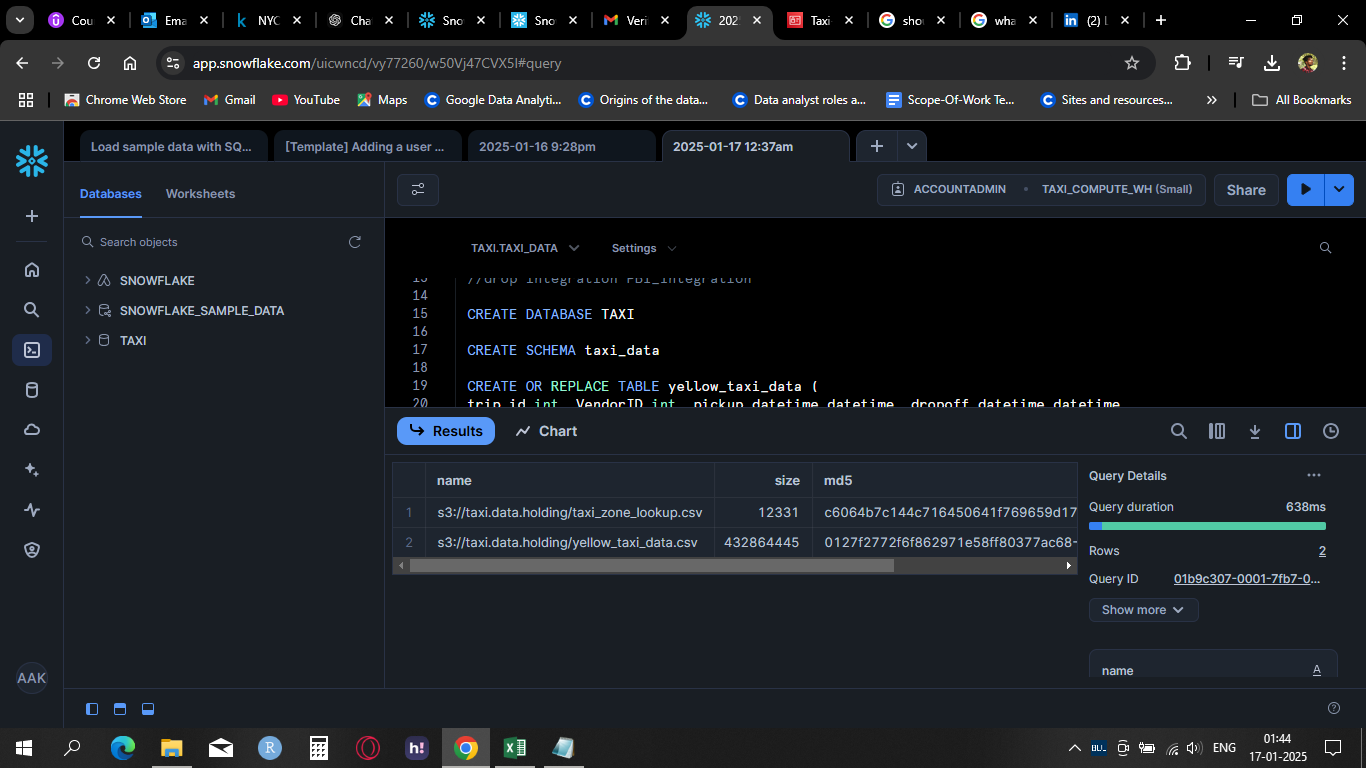 Cou
Ema
NYC
Cha
Snov
Snov
Veri
202
Taxi-
shou
wha
(2) L
app.snowflake.com/uicwncd/vy77260/w50Vj47CVX5I#query
Chrome Web Store
Gmail
YouTube
Maps
Google Data Analyti...
Origins of the data...
Data analyst roles a...
Scope-Of-Work Te...
Sites and resources...
All Bookmarks
Load sample data with SQ...
[Template] Adding a user ...
2025-01-16 9:28pm
2025-01-17 12:37am
Databases
Worksheets
ACCOUNTADMIN
TAXI_COMPUTE_WH (Small)
Share
Search objects
SNOWFLAKE
SNOWFLAKE_SAMPLE_DATA
TAXI
TAXI.TAXI_DATA
Settings
13 //drop integration PBI_integration
14
15 CREATE DATABASE TAXI
16
17 CREATE SCHEMA taxi_data
18
19 CREATE OR REPLACE TABLE yellow_taxi_data (
20 trip_id int, VendorID int, pickup_datetime datetime, dropoff_datetime datetime,
Results
Chart
name size md5
1 s3://taxi.data.holding/taxi_zone_lookup.csv 12331 c6064b7c144c716450641f769659d17
2 s3://taxi.data.holding/yellow_taxi_data.csv 432864445 0127f2772f6f862971e58ff80377ac68-
Query Details
Query duration 638ms
Rows 2
Query ID 01b9c307-0001-7fb7-0...
Show more
name A
AAK
h!
ENG
01:44
17-01-2025